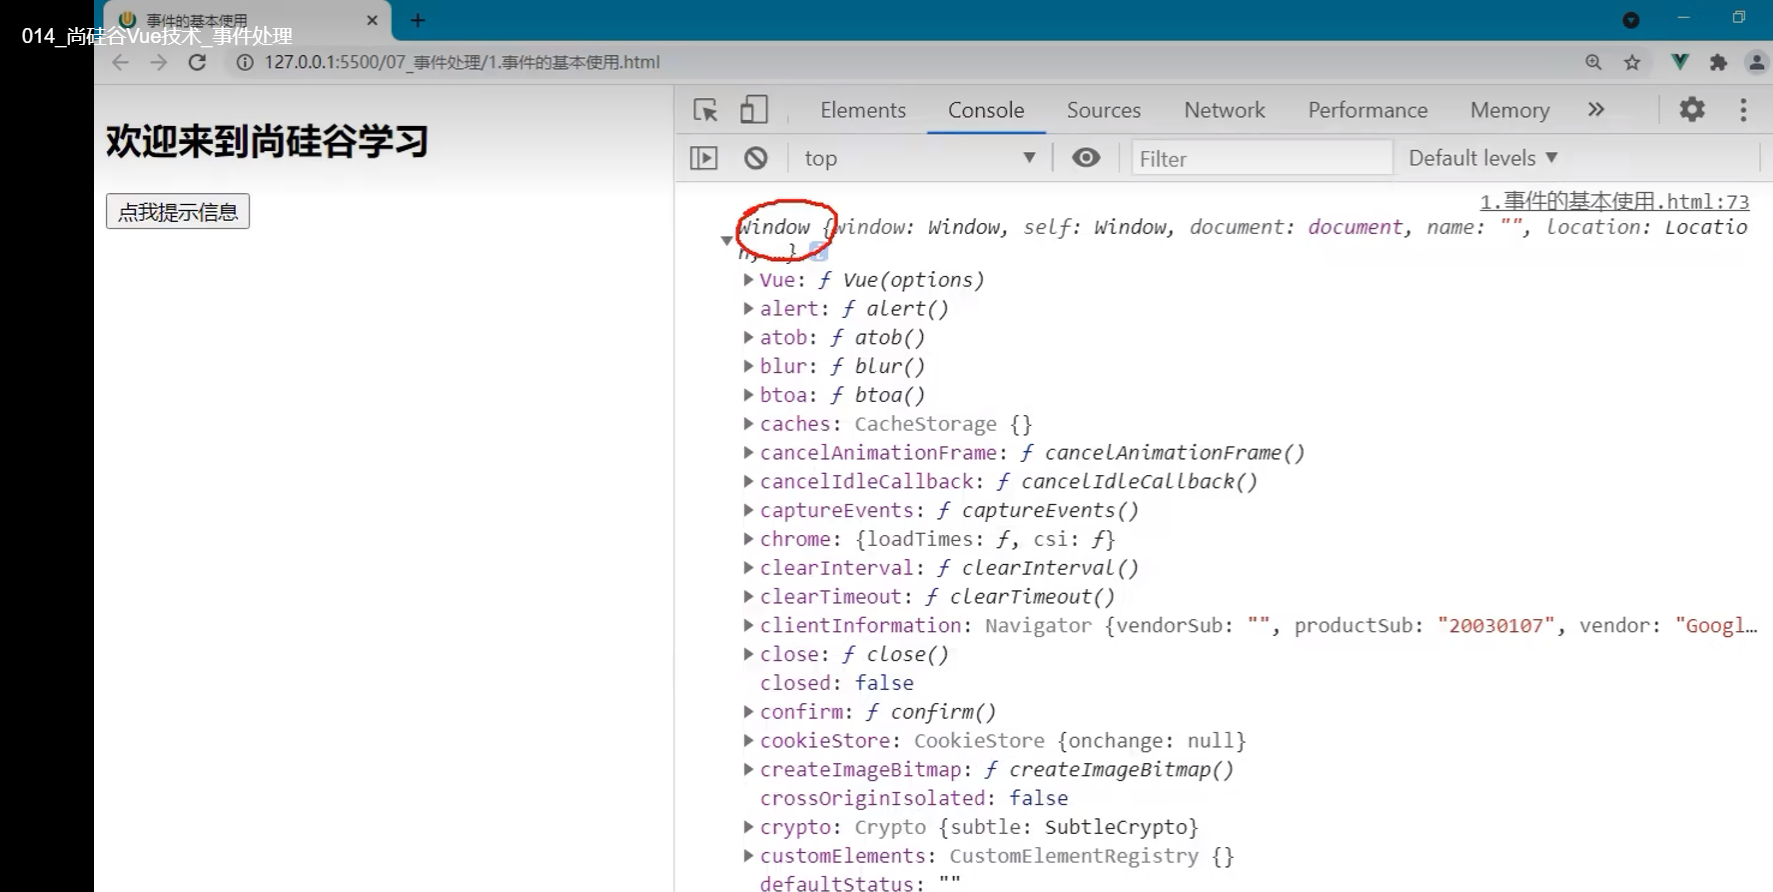 事件的基本使用
014_尚硅谷Vue技术_事件处理
127.0.0.1:5500/07_事件处理/1.事件的基本使用.html
Elements Console Sources Network Performance Memory
top Filter Default levels ▼
欢迎来到尚硅谷学习
点我提示信息
1.事件的基本使用.html:73
Window {window: Window, self: Window, document: document, name: "", location: Locatio
n, …}
Vue: ƒ Vue(options)
alert: ƒ alert()
atob: ƒ atob()
blur: ƒ blur()
btoa: ƒ btoa()
caches: CacheStorage {}
cancelAnimationFrame: ƒ cancelAnimationFrame()
cancelIdleCallback: ƒ cancelIdleCallback()
captureEvents: ƒ captureEvents()
chrome: {loadTimes: ƒ, csi: ƒ}
clearInterval: ƒ clearInterval()
clearTimeout: ƒ clearTimeout()
clientInformation: Navigator {vendorSub: "", productSub: "20030107", vendor: "Googl…
close: ƒ close()
closed: false
confirm: ƒ confirm()
cookieStore: CookieStore {onchange: null}
createImageBitmap: ƒ createImageBitmap()
crossOriginIsolated: false
crypto: Crypto {subtle: SubtleCrypto}
customElements: CustomElementRegistry {}
defaultStatus: ""